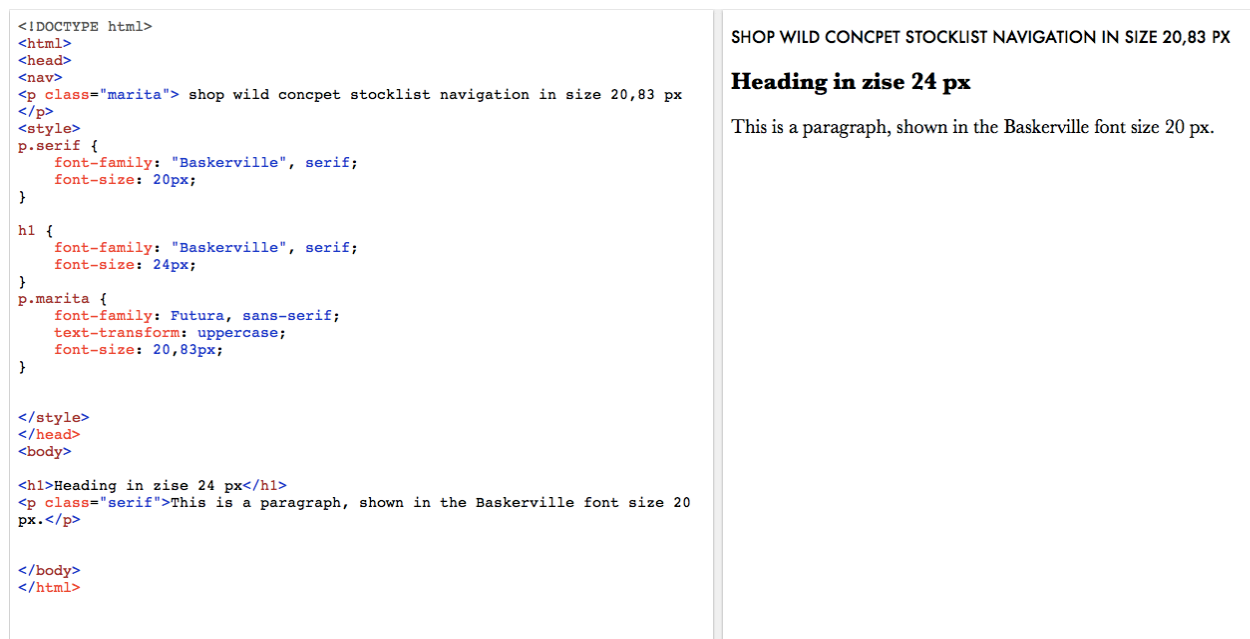 <!DOCTYPE html>
<html>
<head>
<nav>
<p class="marita"> shop wild concpet stocklist navigation in size 20,83 px
</p>
<style>
p.serif {
    font-family: "Baskerville", serif;
    font-size: 20px;
}
h1 {
    font-family: "Baskerville", serif;
    font-size: 24px;
}
p.marita {
    font-family: Futura, sans-serif;
    text-transform: uppercase;
    font-size: 20,83px;
}
</style>
</head>
<body>
<h1>Heading in zise 24 px</h1>
<p class="serif">This is a paragraph, shown in the Baskerville font size 20
px.</p>
</body>
</html>
SHOP WILD CONCPET STOCKLIST NAVIGATION IN SIZE 20,83 PX
Heading in zise 24 px
This is a paragraph, shown in the Baskerville font size 20 px.